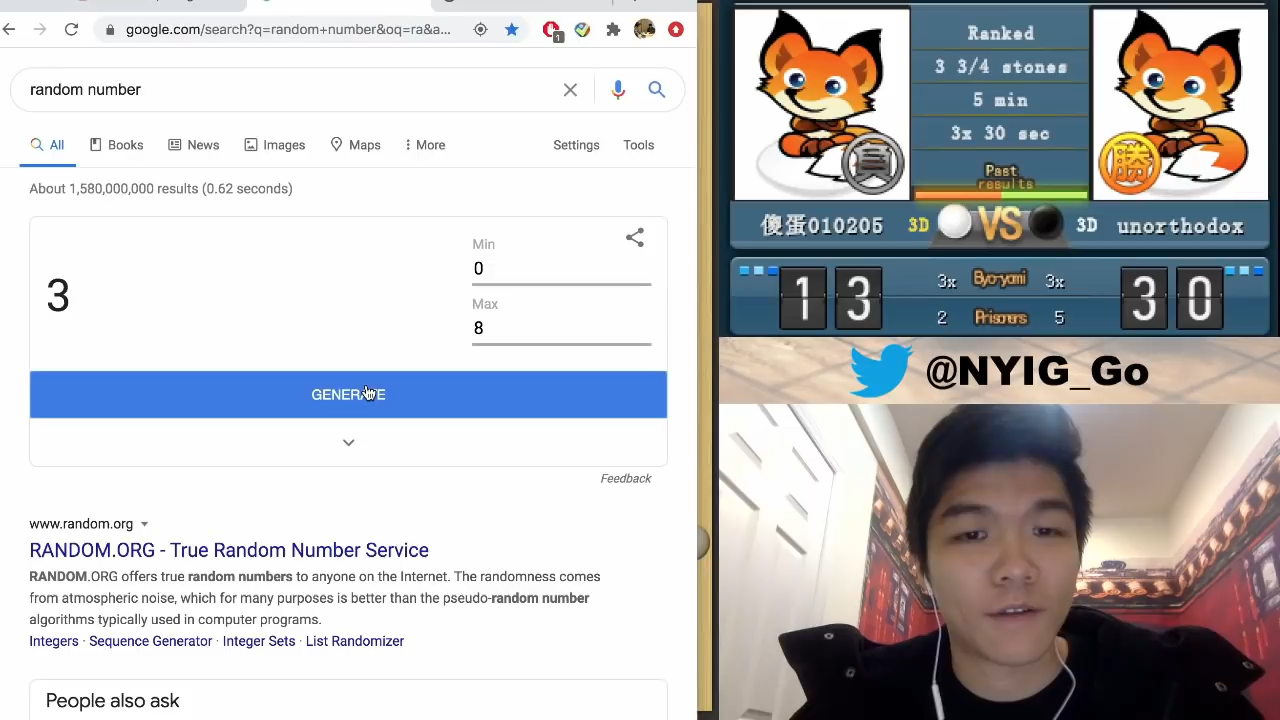 google.com/search?q=random+number&oq=ra&a...
1
random number
All
Books
News
Images
Maps
More
Settings
Tools
About 1,580,000,000 results (0.62 seconds)
Min
0
3
Max
8
GENERATE
Feedback
www.random.org
RANDOM.ORG - True Random Number Service
RANDOM.ORG offers true random numbers to anyone on the Internet. The randomness comes
from atmospheric noise, which for many purposes is better than the pseudo-random number
algorithms typically used in computer programs.
Integers · Sequence Generator · Integer Sets · List Randomizer
People also ask
Ranked
3 3/4 stones
5 min
3x 30 sec
Past
results
負
勝
傻蛋010205 3D VS 3D unorthodox
13 3x Byo-yomi 3x 30
2 Prisoners 5
@NYIG_Go